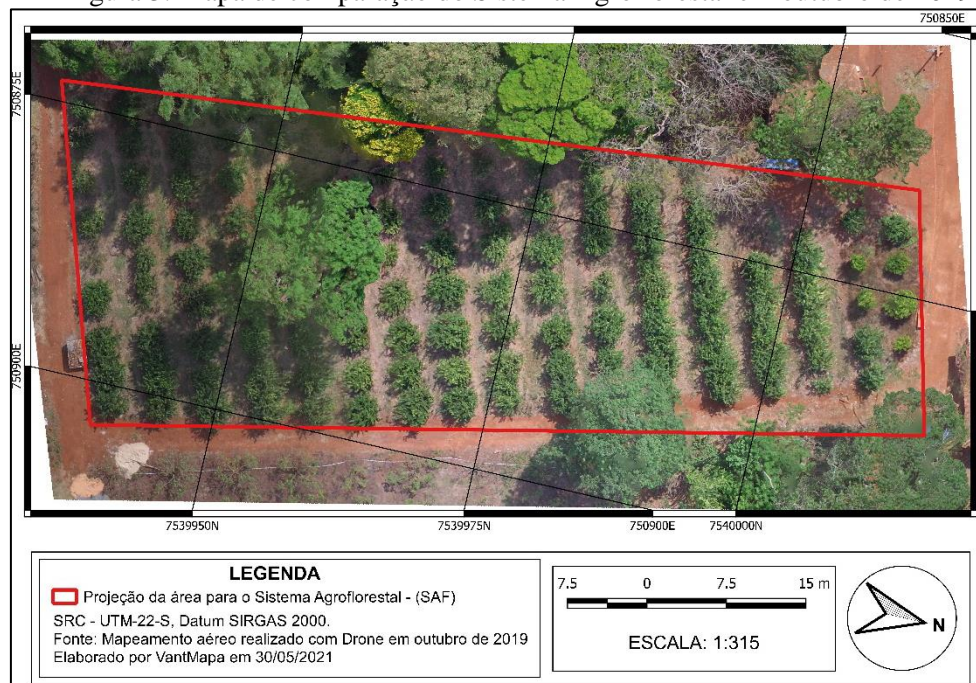 750850E
750875E
750900E
7539950N
7539975N
750900E
7540000N
LEGENDA
Projeção da área para o Sistema Agroflorestal - (SAF)
SRC - UTM-22-S, Datum SIRGAS 2000.
Fonte: Mapeamento aéreo realizado com Drone em outubro de 2019
Elaborado por VantMapa em 30/05/2021
7.5 0 7.5 15 m
ESCALA: 1:315
N